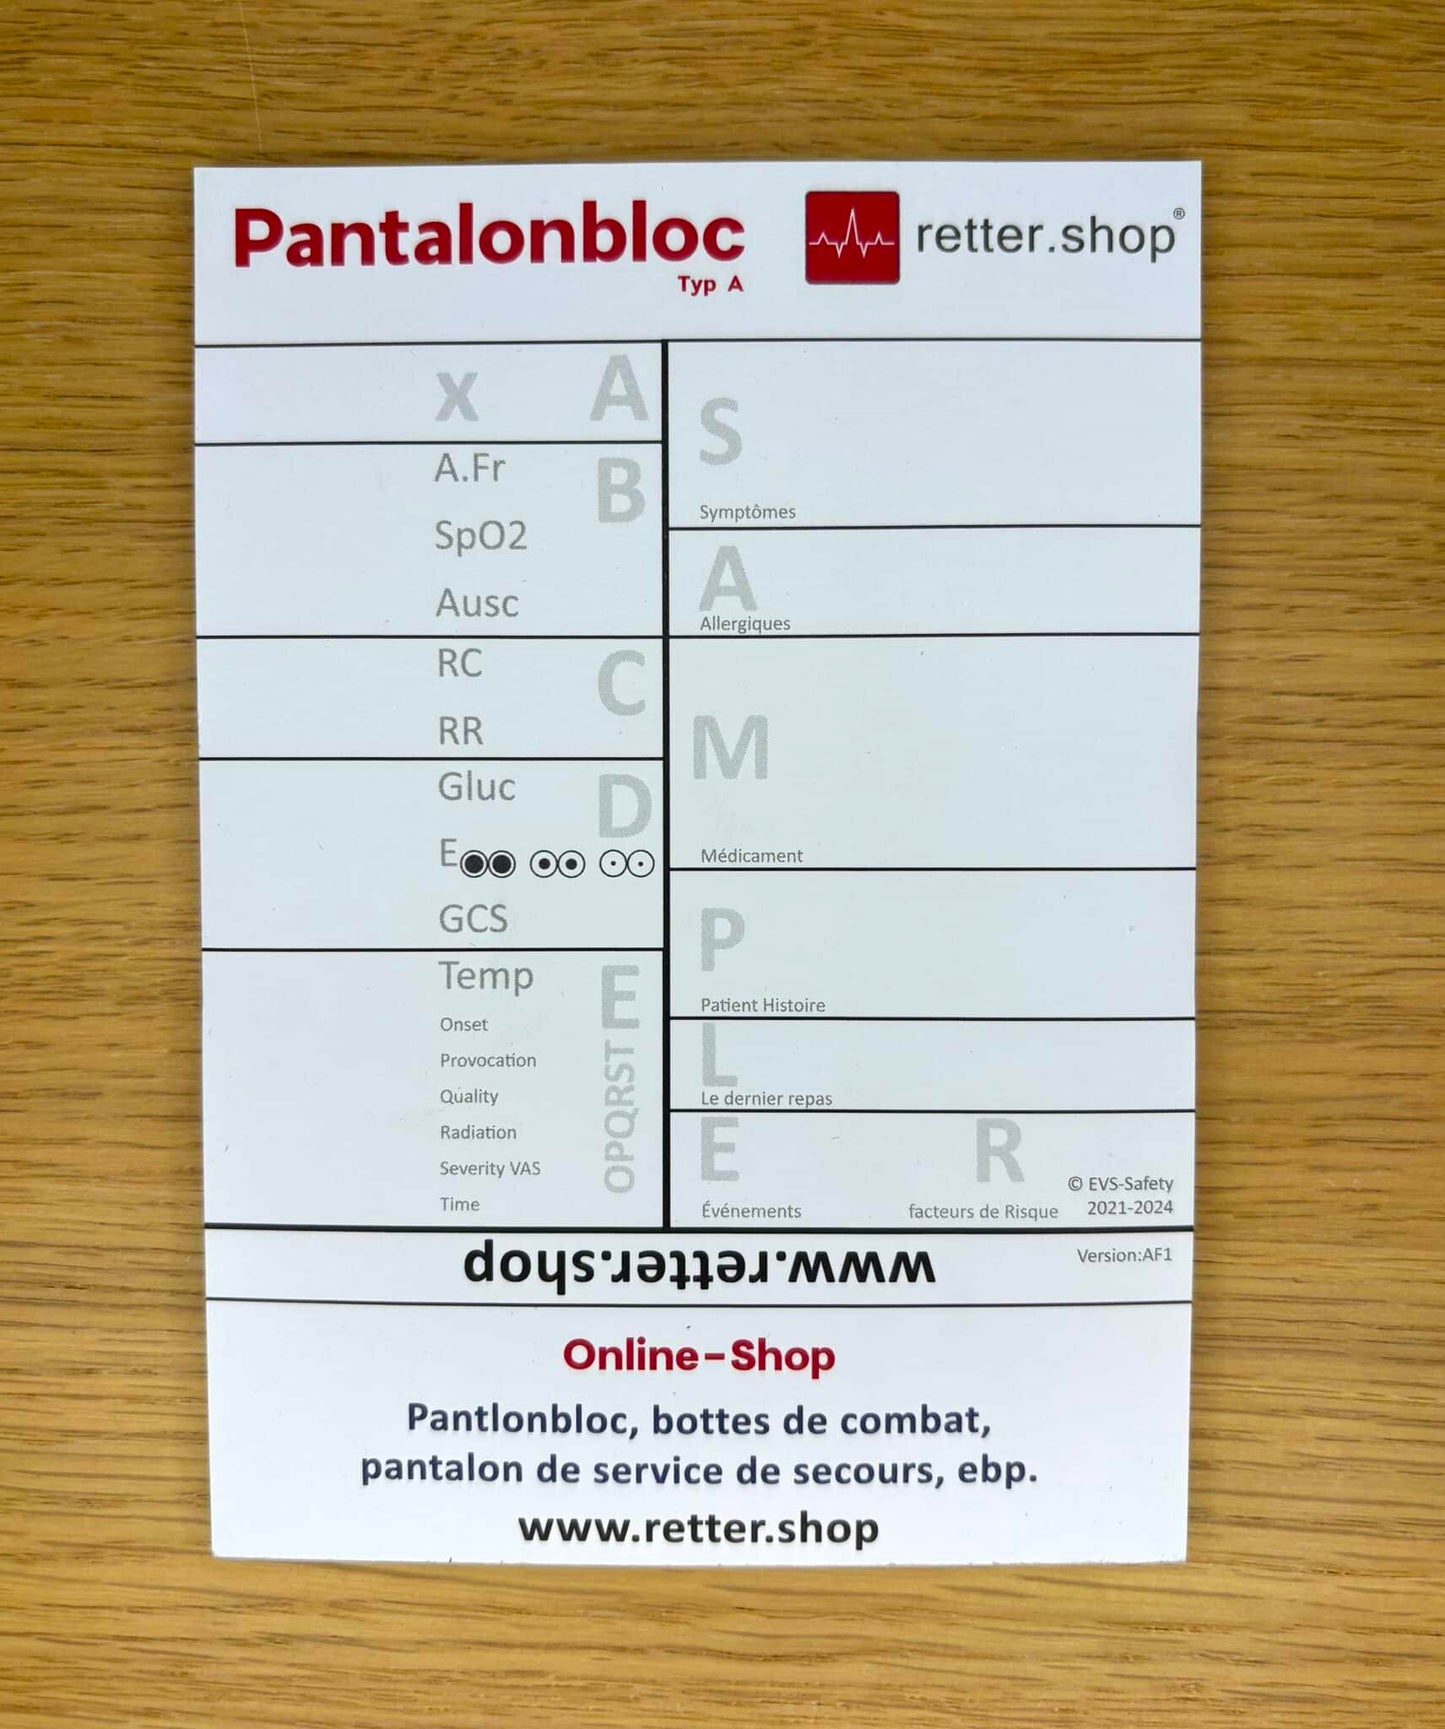 Pantalonbloc
Typ A
retter.shop®
x A
A.Fr B
SpO2
Ausc
RC C
RR
Gluc D
E
GCS
Temp E
Onset
Provocation
Quality
Radiation
Severity VAS
Time
OPQRST
S
Symptômes
A
Allergiques
M
Médicament
P
Patient Histoire
L
Le dernier repas
E
Événements
R
facteurs de Risque
© EVS-Safety
2021-2024
www.retter.shop
Version:AF1
Online-Shop
Pantlonbloc, bottes de combat,
pantalon de service de secours, ebp.
www.retter.shop